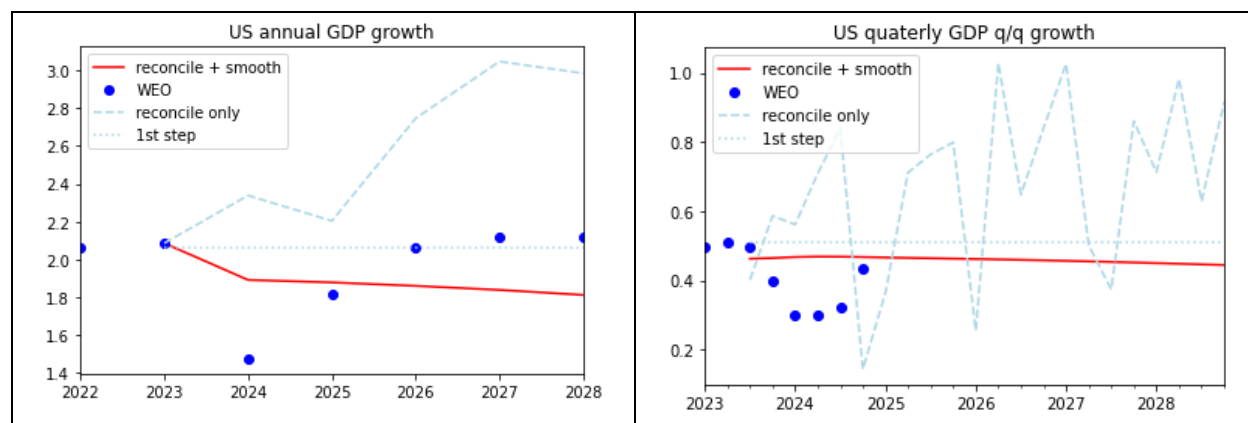 US annual GDP growth
reconcile + smooth
WEO
reconcile only
1st step
3.0
2.8
2.6
2.4
2.2
2.0
1.8
1.6
1.4
2022 2023 2024 2025 2026 2027 2028
US quaterly GDP q/q growth
reconcile + smooth
WEO
reconcile only
1st step
1.0
0.8
0.6
0.4
0.2
2023 2024 2025 2026 2027 2028